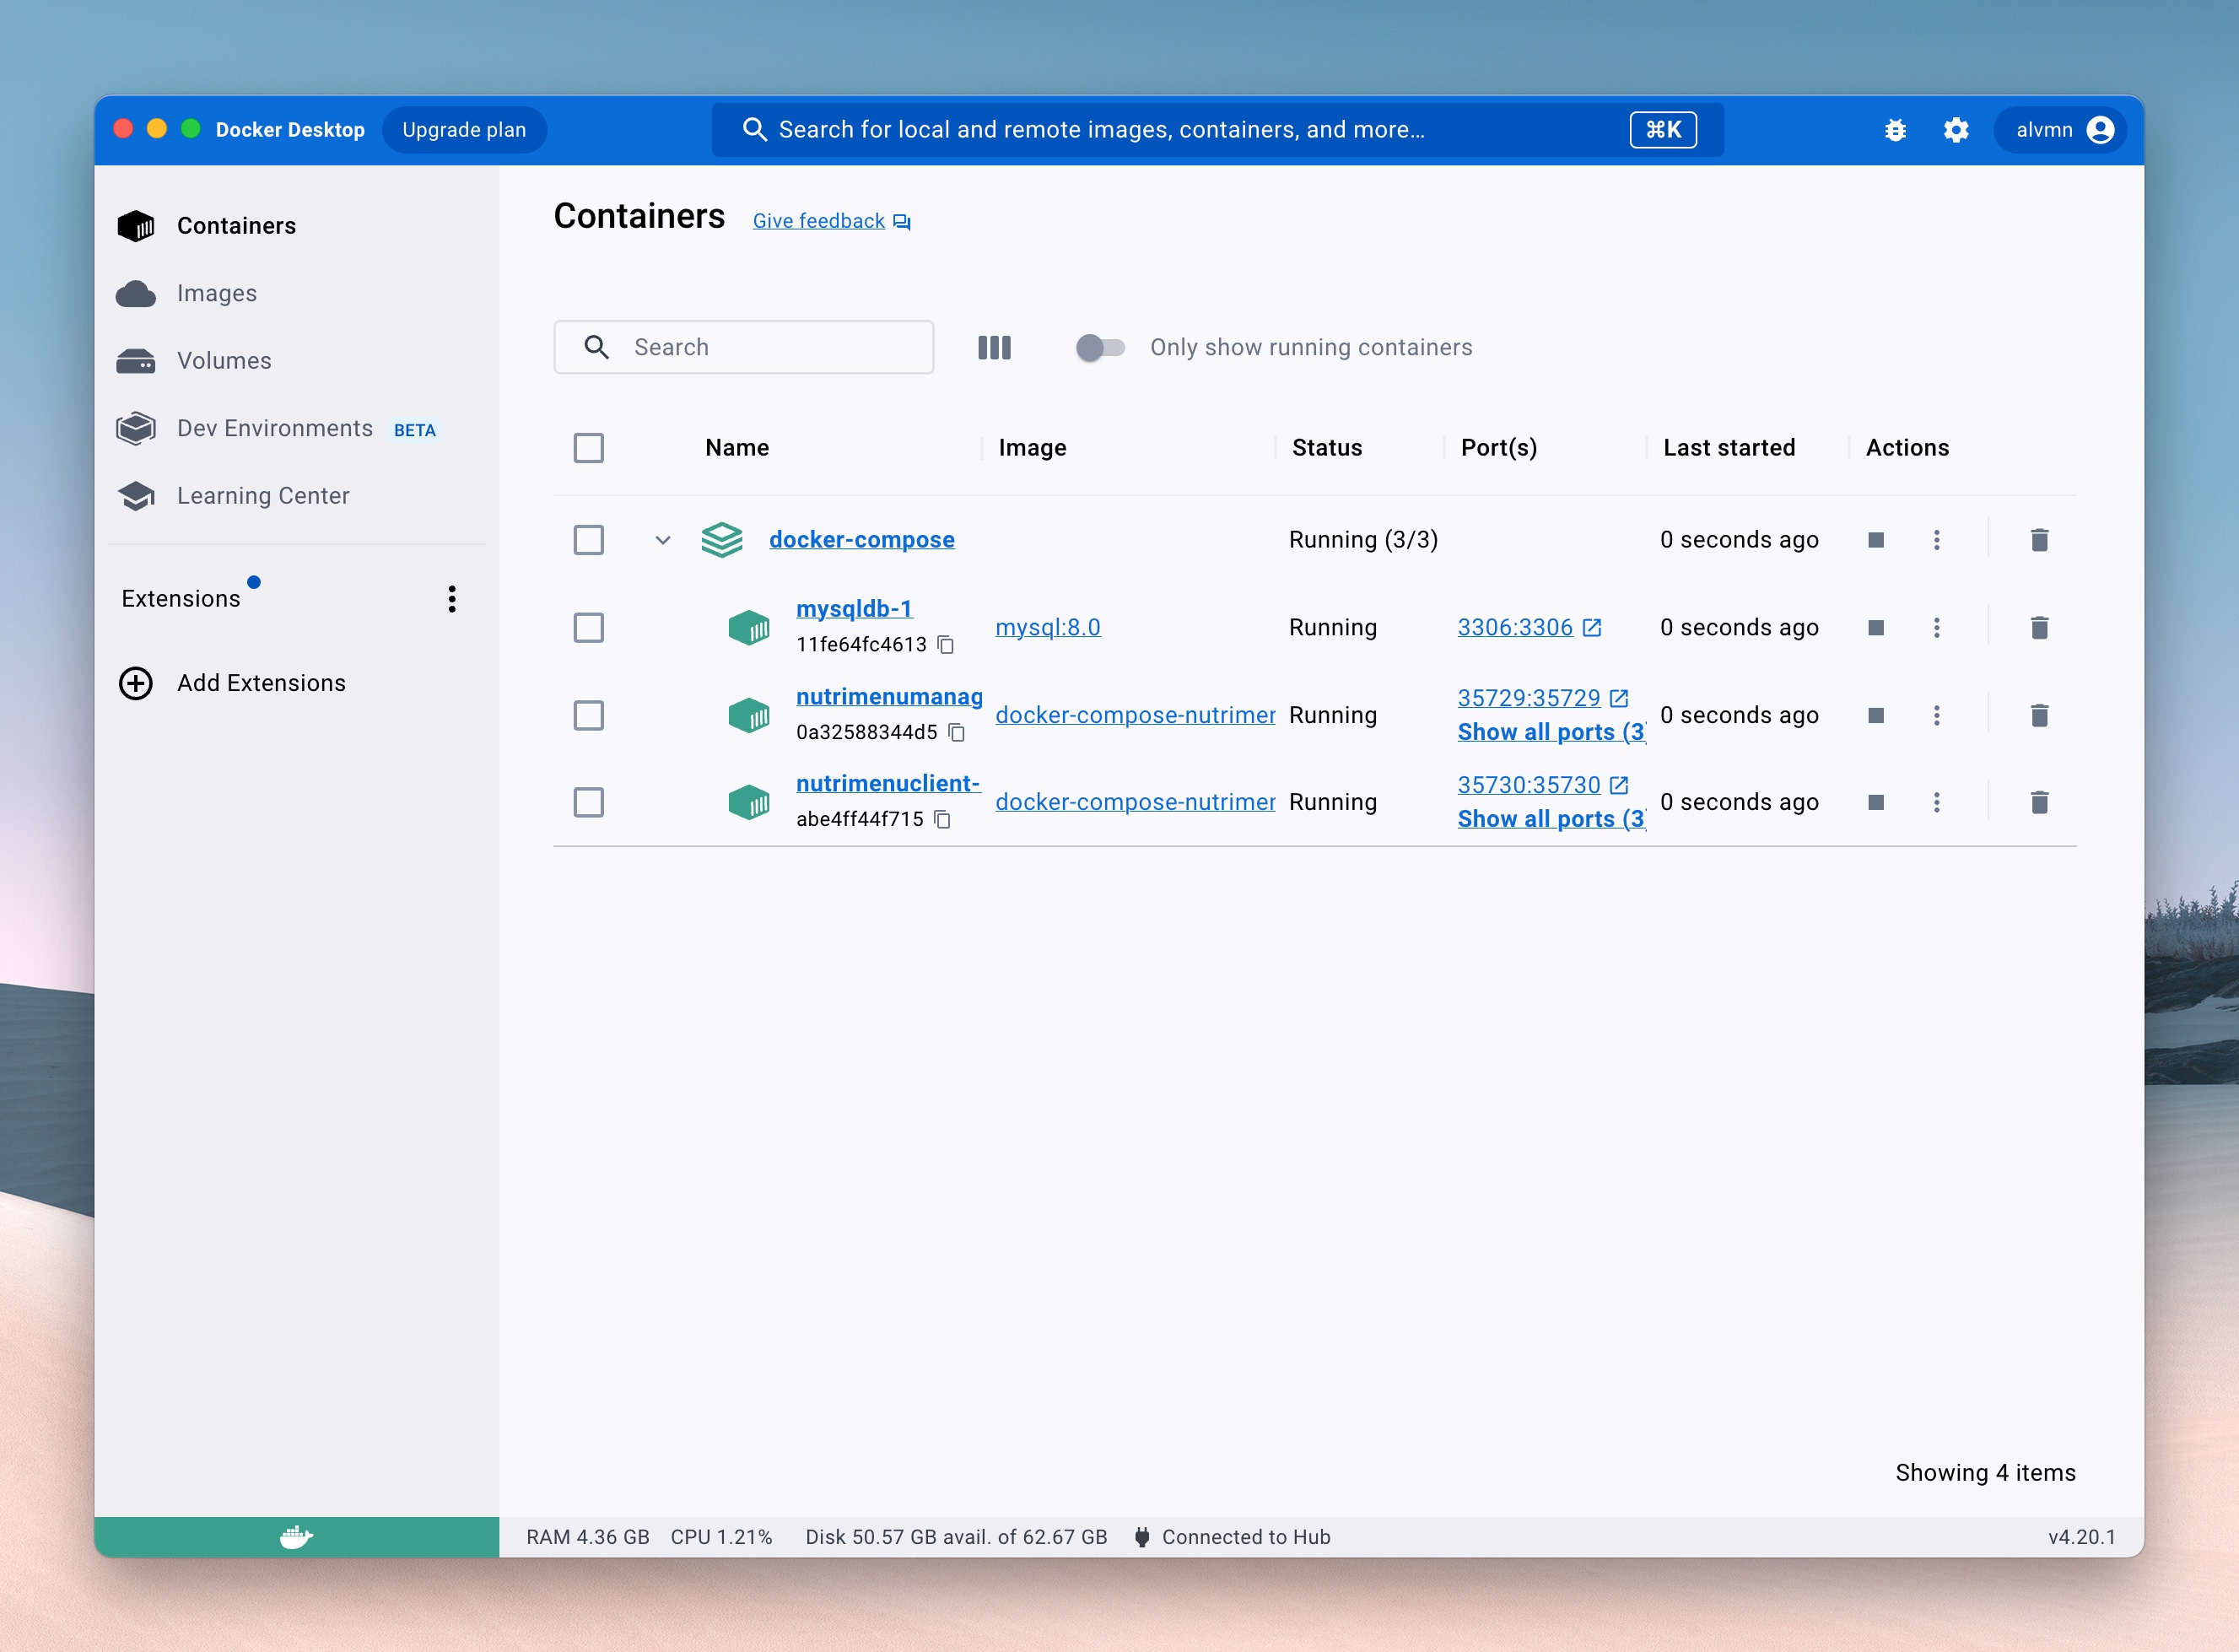 Docker Desktop Upgrade plan Search for local and remote images, containers, and more... ⌘K alvmn
Containers
Images
Volumes
Dev Environments BETA
Learning Center
Extensions
Add Extensions
Containers Give feedback
Search Only show running containers
Name Image Status Port(s) Last started Actions
docker-compose Running (3/3) 0 seconds ago
mysqldb-1
11fe64fc4613
mysql:8.0 Running 3306:3306 0 seconds ago
nutrimenumanag
0a32588344d5
docker-compose-nutrimer Running
35729:35729
Show all ports (3
0 seconds ago
nutrimenuclient-
abe4ff44f715
docker-compose-nutrimer Running
35730:35730
Show all ports (3
0 seconds ago
Showing 4 items
RAM 4.36 GB CPU 1.21% Disk 50.57 GB avail. of 62.67 GB Connected to Hub v4.20.1